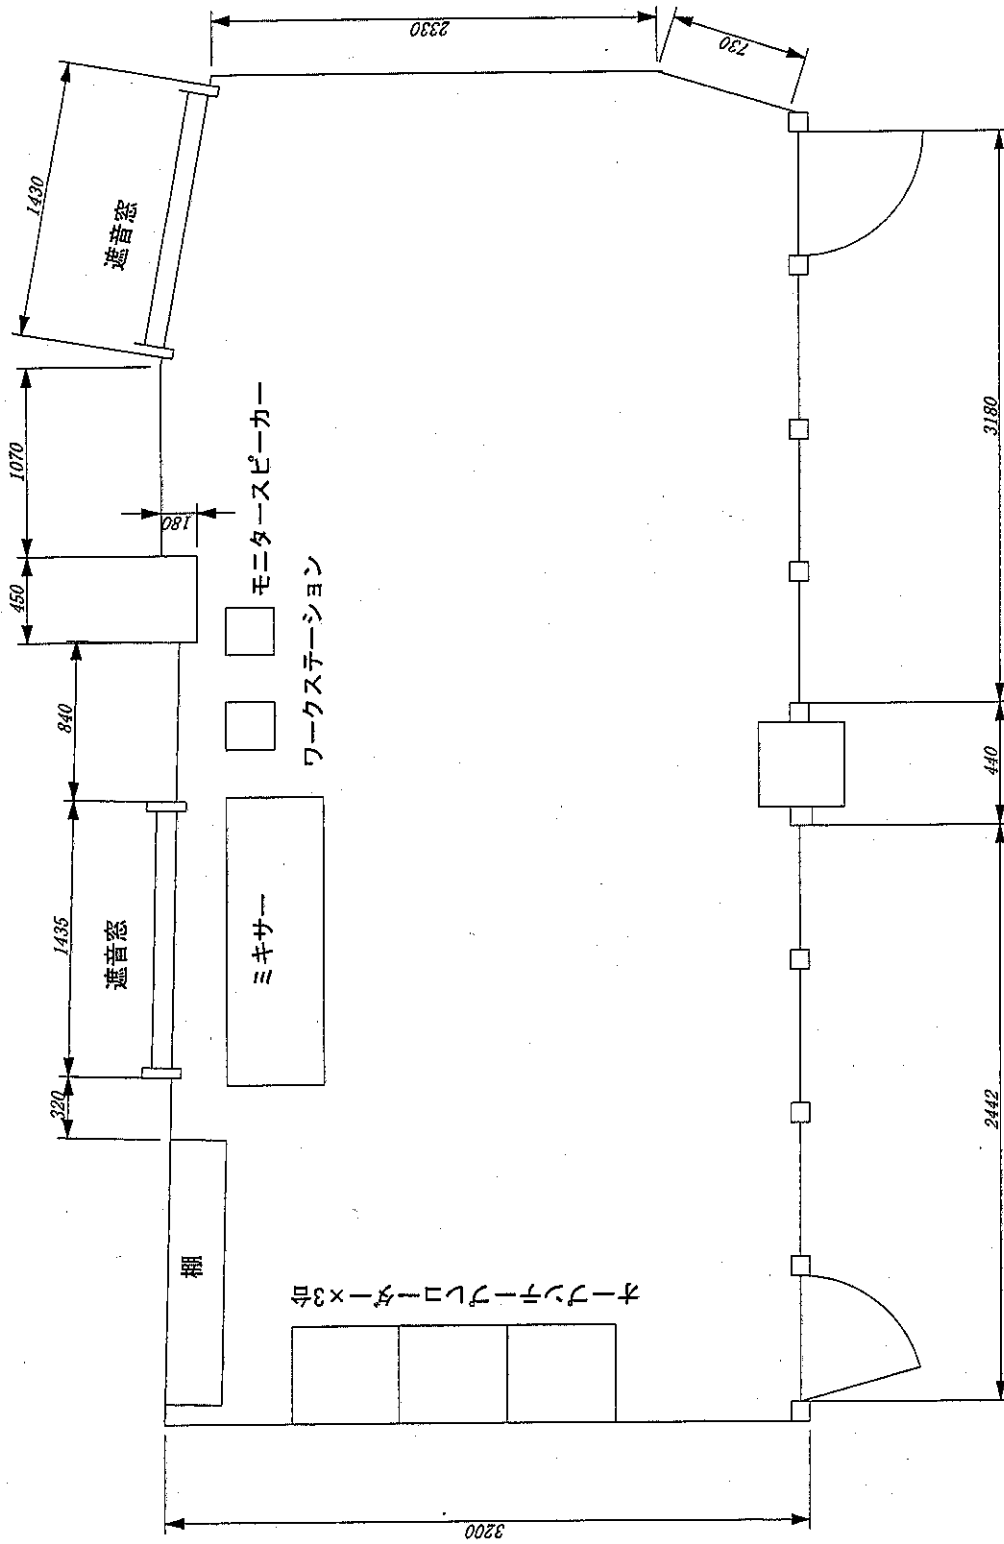 1430
遮音窓
1070
180
450
840
1435
遮音窓
320
2330
730
モニタースピーカー
ワークステーション
ミキサー
棚
オープンテープレコーダー×3台
3180
440
2442
3200